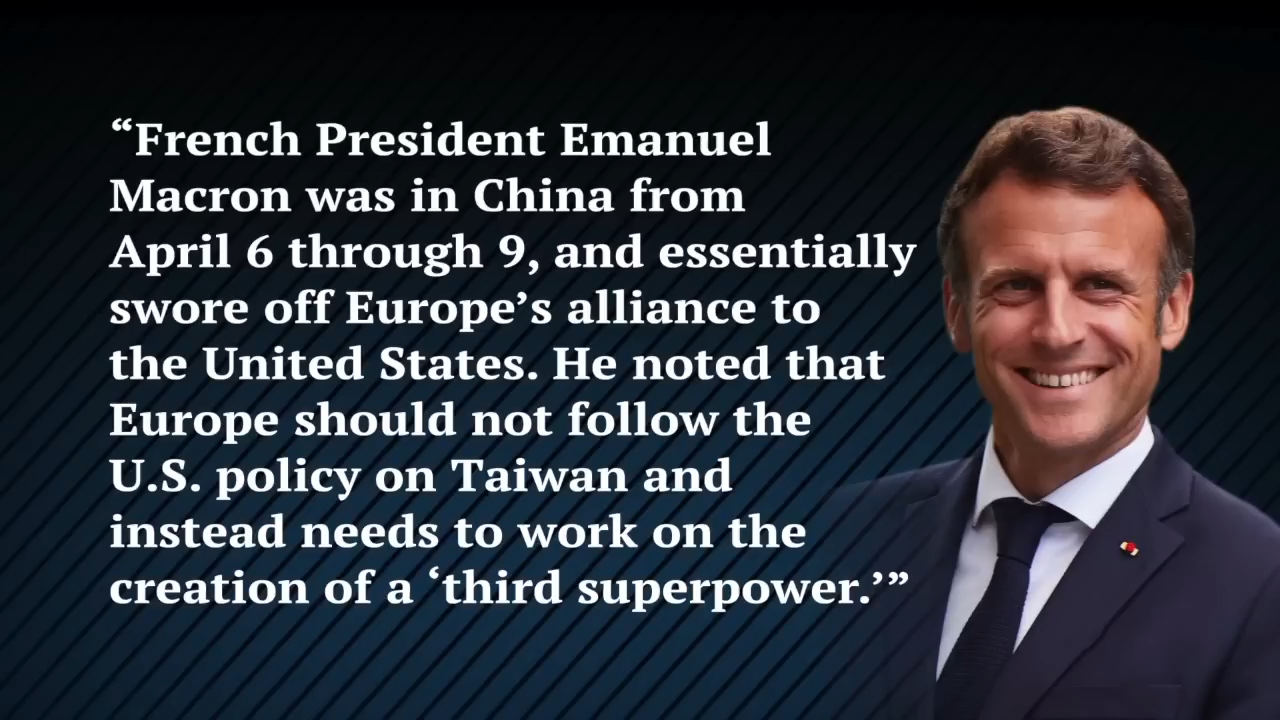 “French President Emanuel
Macron was in China from
April 6 through 9, and essentially
swore off Europe’s alliance to
the United States. He noted that
Europe should not follow the
U.S. policy on Taiwan and
instead needs to work on the
creation of a ‘third superpower.’”